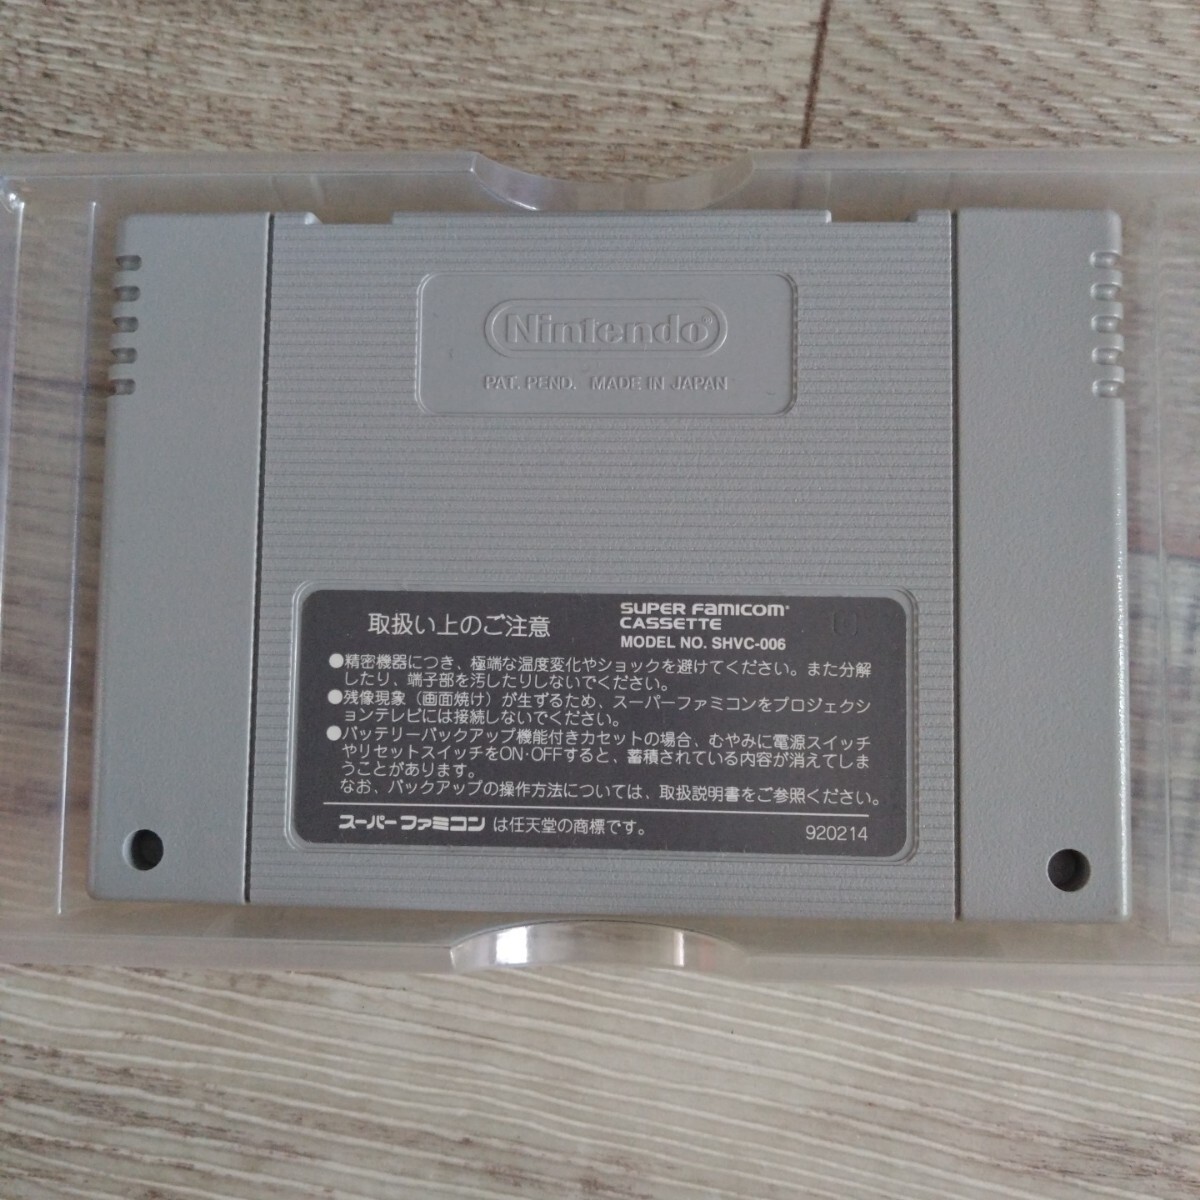 Nintendo®
PAT. PEND. MADE IN JAPAN
取扱い上のご注意
SUPER FAMICOM
CASSETTE
MODEL NO. SHVC-006
●精密機器につき、極端な温度変化やショックを避けてください。また分解
したり、端子部を汚したりしないでください。
●残像現象（画面焼け）が生ずるため、スーパーファミコンをプロジェクシ
ョンテレビには接続しないでください。
●バッテリーバックアップ機能付きカセットの場合、むやみに電源スイッチ
やリセットスイッチをON・OFFすると、蓄積されている内容が消えてしま
うことがあります。
なお、バックアップの操作方法については、取扱説明書をご参照ください。
スーパーファミコンは任天堂の商標です。
920214